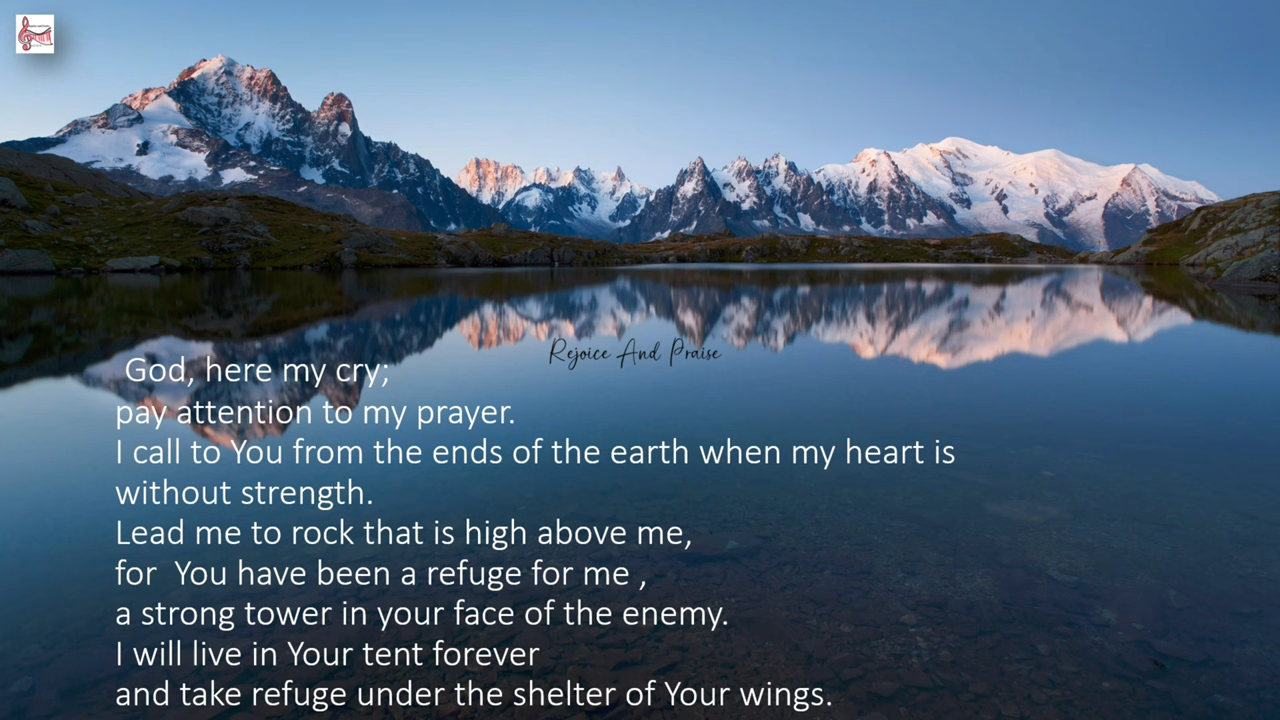 Rejoice And Praise
God, here my cry;
pay attention to my prayer.
I call to You from the ends of the earth when my heart is
without strength.
Lead me to rock that is high above me,
for  You have been a refuge for me ,
a strong tower in your face of the enemy.
I will live in Your tent forever
and take refuge under the shelter of Your wings.